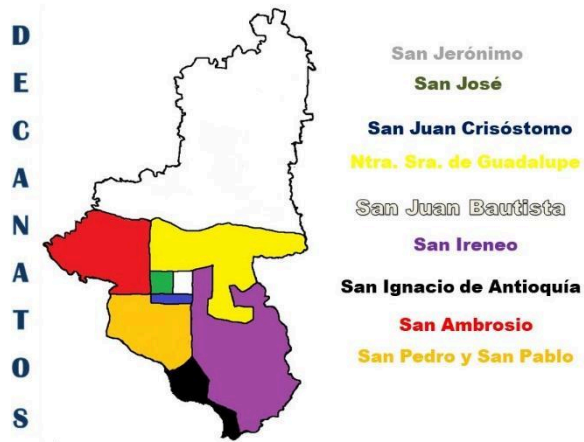 DECANATOS
San Jerónimo
San José
San Juan Crisóstomo
Ntra. Sra. de Guadalupe
San Juan Bautista
San Ireneo
San Ignacio de Antioquía
San Ambrosio
San Pedro y San Pablo